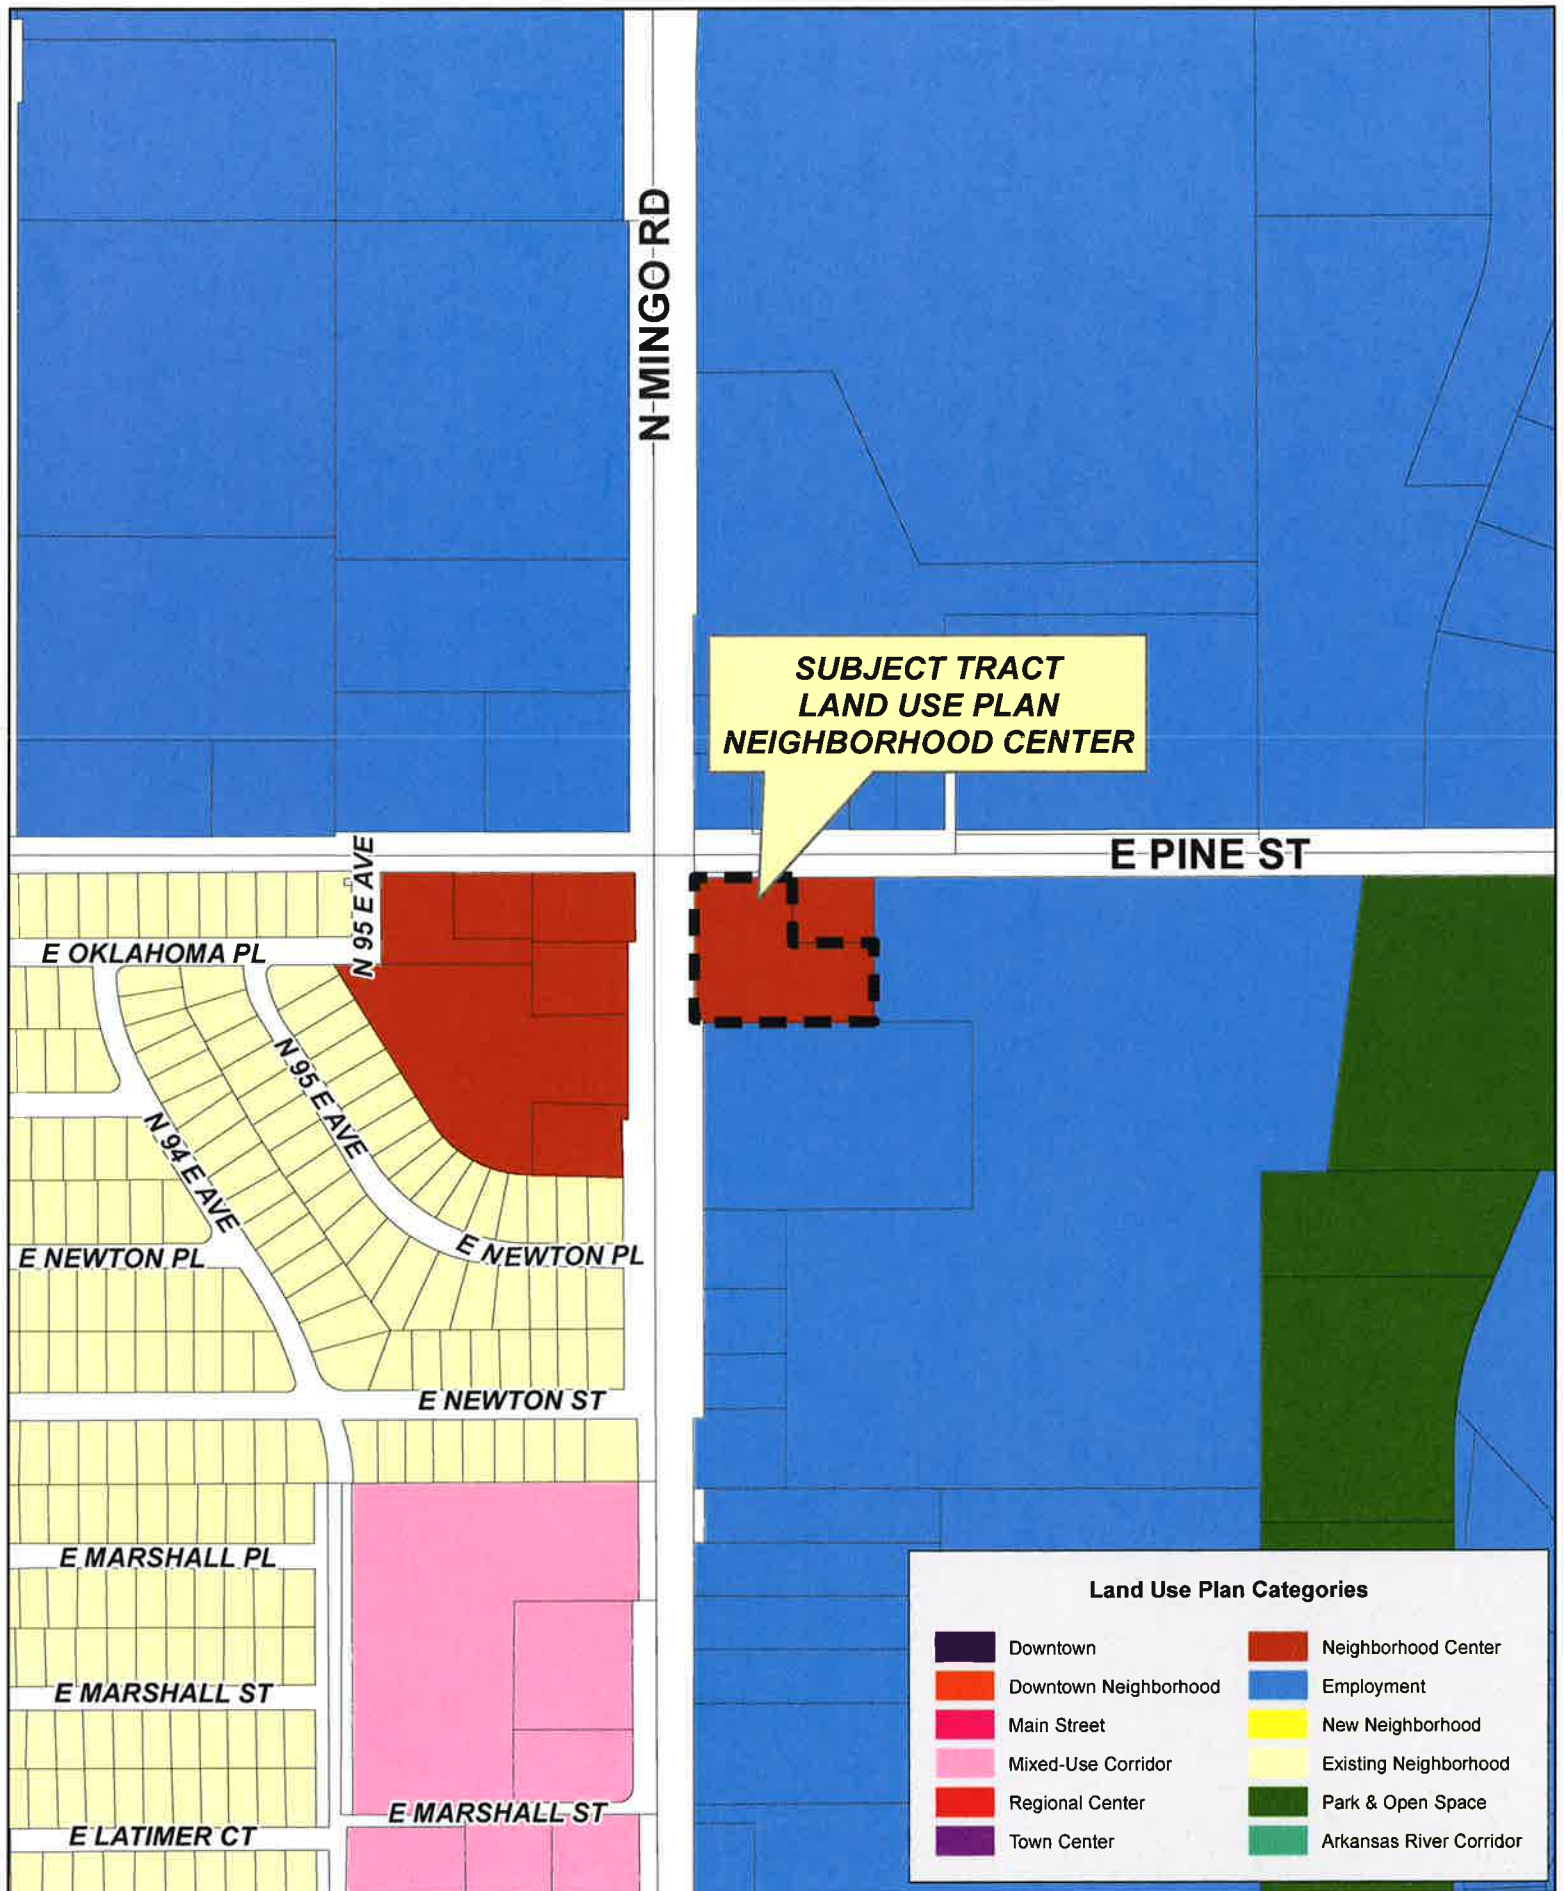 N MINGO RD
SUBJECT TRACT
LAND USE PLAN
NEIGHBORHOOD CENTER
E PINE ST
N 95 E AVE
E OKLAHOMA PL
N 95 E AVE
N 94 E AVE
E NEWTON PL
E NEWTON PL
E NEWTON ST
E MARSHALL PL
E MARSHALL ST
E MARSHALL ST
E LATIMER CT
Land Use Plan Categories
Downtown
Downtown Neighborhood
Main Street
Mixed-Use Corridor
Regional Center
Town Center
Neighborhood Center
Employment
New Neighborhood
Existing Neighborhood
Park & Open Space
Arkansas River Corridor